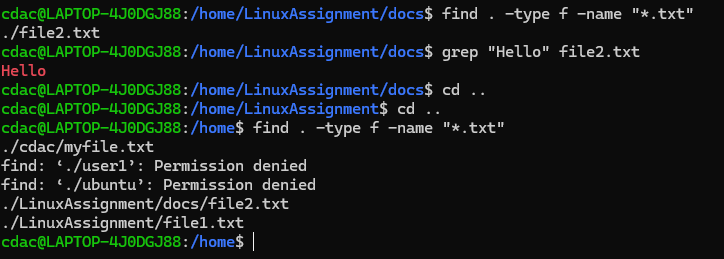 cdac@LAPTOP-4J0DGJ88:/home/LinuxAssignment/docs$ find . -type f -name "*.txt"
./file2.txt
cdac@LAPTOP-4J0DGJ88:/home/LinuxAssignment/docs$ grep "Hello" file2.txt
Hello
cdac@LAPTOP-4J0DGJ88:/home/LinuxAssignment/docs$ cd ..
cdac@LAPTOP-4J0DGJ88:/home/LinuxAssignment$ cd ..
cdac@LAPTOP-4J0DGJ88:/home$ find . -type f -name "*.txt"
./cdac/myfile.txt
find: ‘./user1’: Permission denied
find: ‘./ubuntu’: Permission denied
./LinuxAssignment/docs/file2.txt
./LinuxAssignment/file1.txt
cdac@LAPTOP-4J0DGJ88:/home$